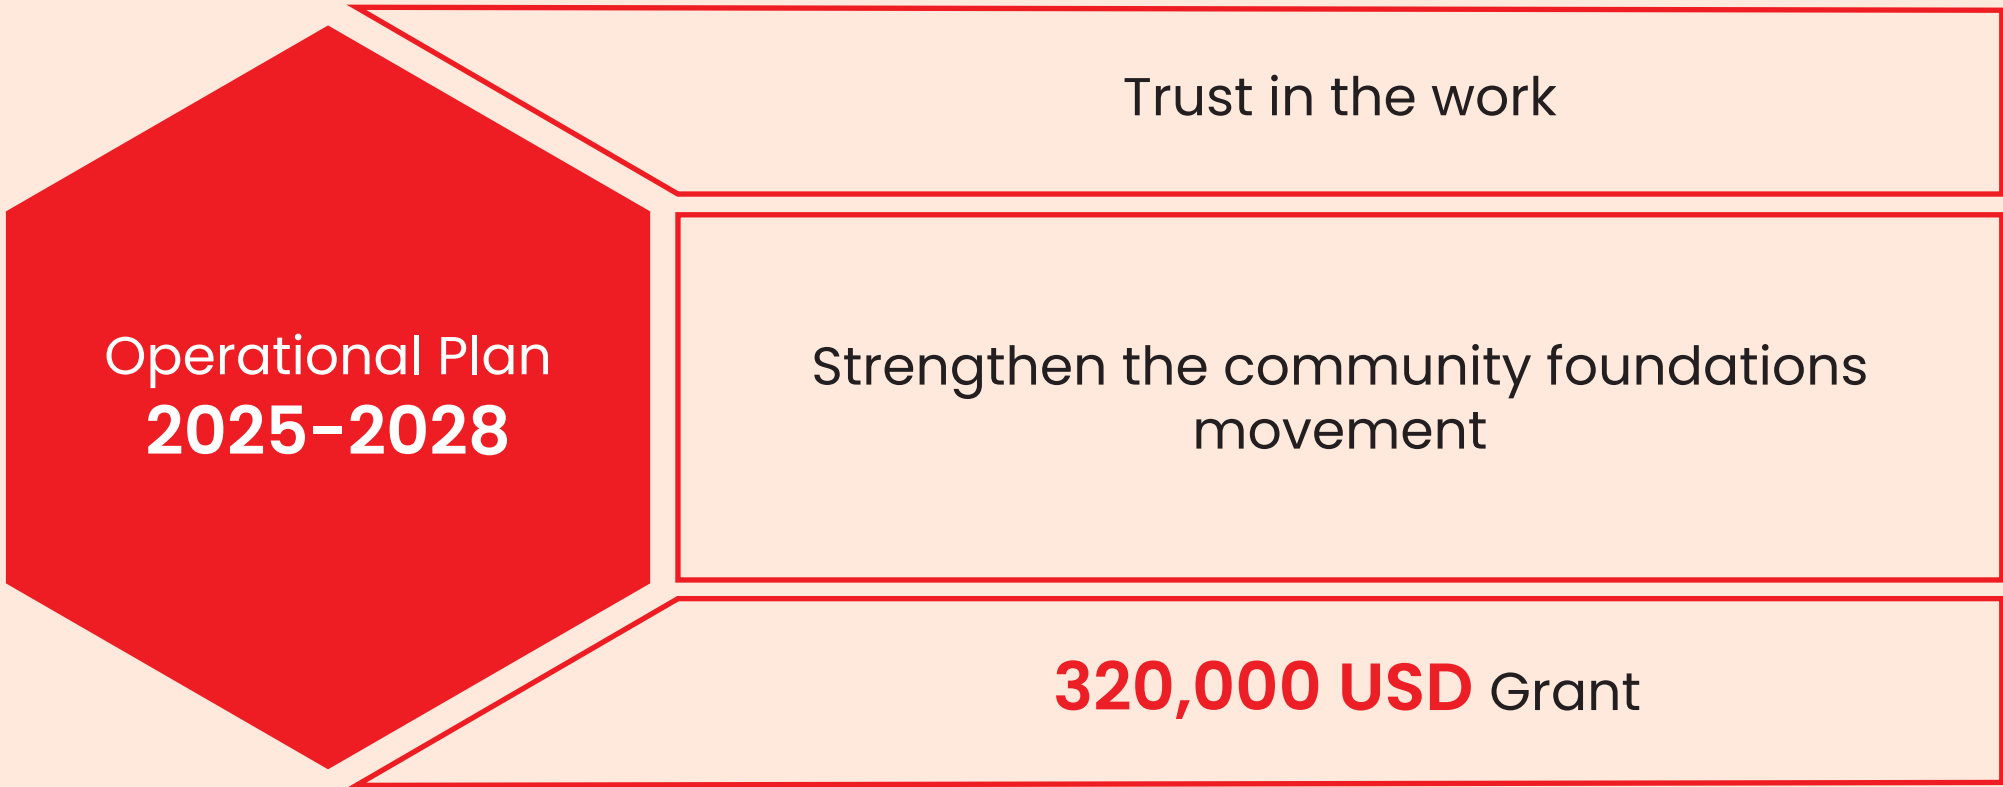 Operational Plan
2025-2028
Trust in the work
Strengthen the community foundations
movement
320,000 USD Grant